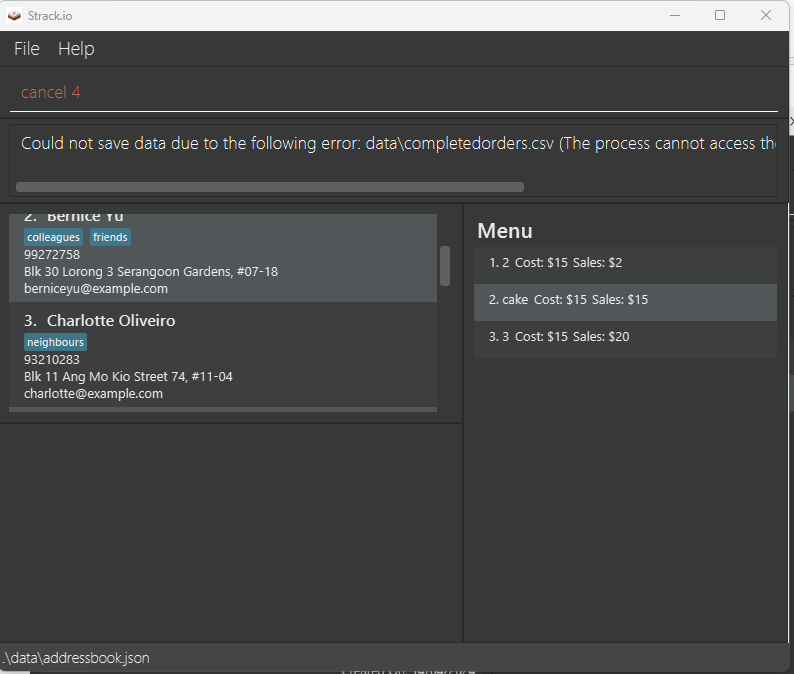 Strack.io
File Help
cancel 4
Could not save data due to the following error: data\completedorders.csv (The process cannot access the
2. Bernice Yu
colleagues friends
99272758
Blk 30 Lorong 3 Serangoon Gardens, #07-18
berniceyu@example.com
3. Charlotte Oliveiro
neighbours
93210283
Blk 11 Ang Mo Kio Street 74, #11-04
charlotte@example.com
Menu
1. 2 Cost: $15 Sales: $2
2. cake Cost: $15 Sales: $15
3. 3 Cost: $15 Sales: $20
.\data\addressbook.json